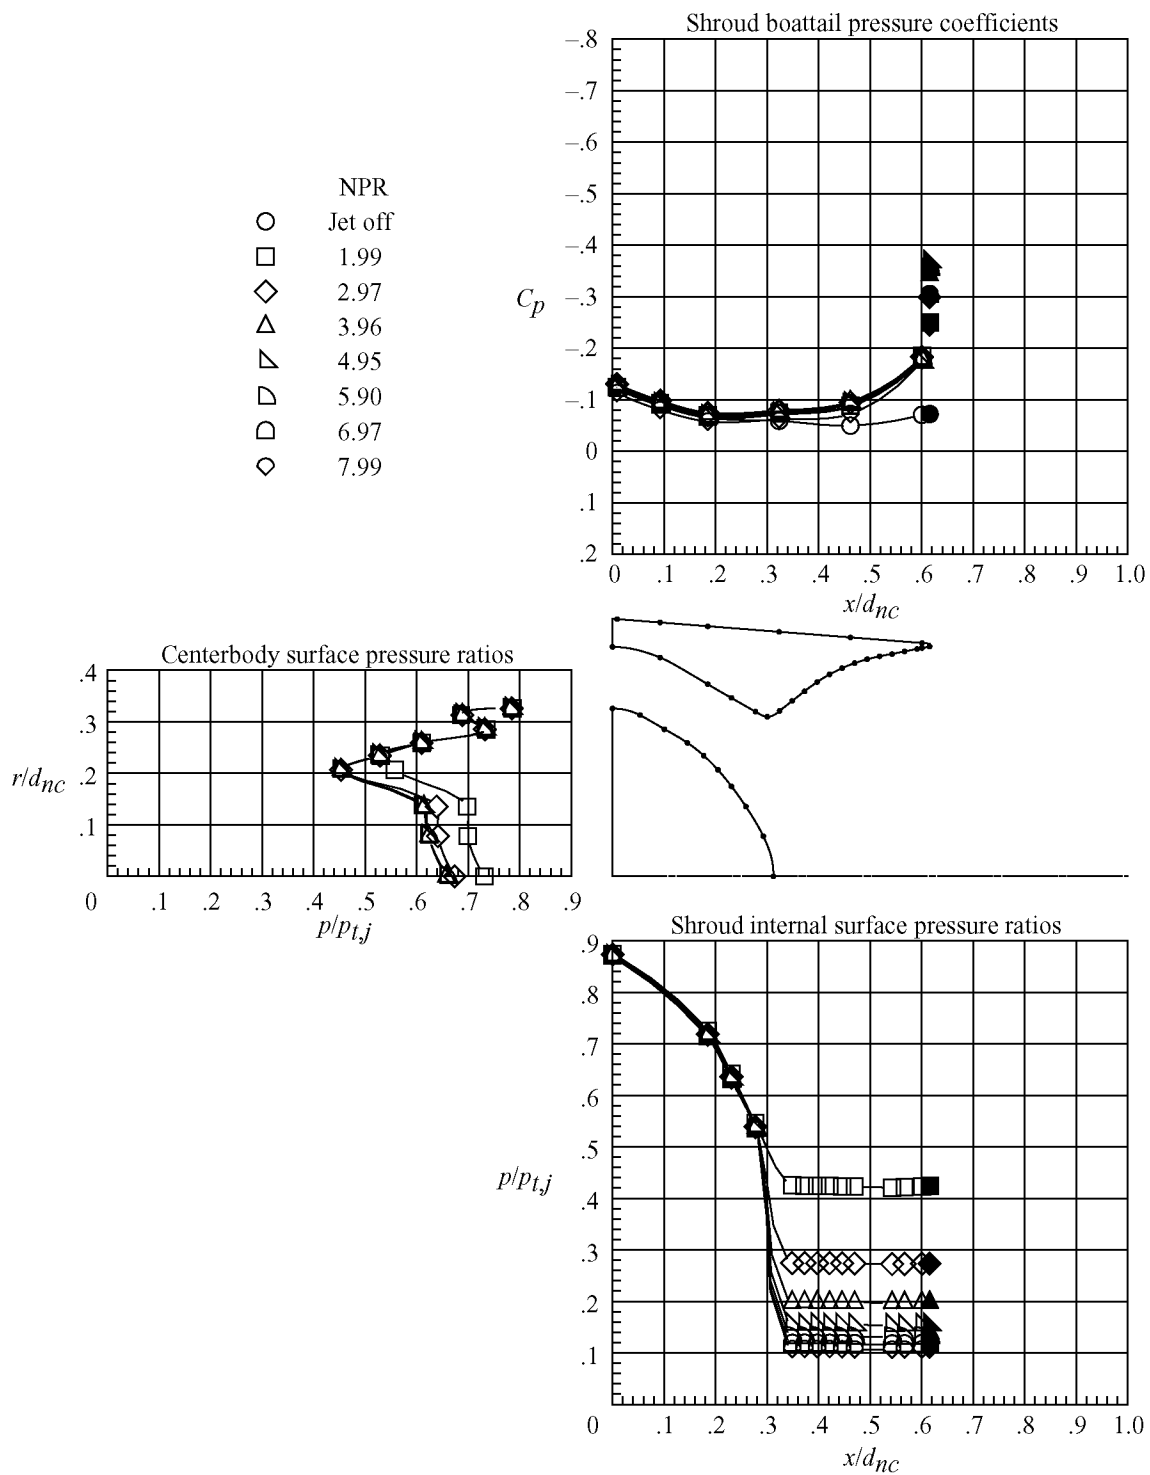 Shroud boattail pressure coefficients
–.8
–.7
–.6
–.5
–.4
–.3
–.2
–.1
0
.1
.2
C_p
0 .1 .2 .3 .4 .5 .6 .7 .8 .9 1.0
x/d_nc
NPR
Jet off
1.99
2.97
3.96
4.95
5.90
6.97
7.99
Centerbody surface pressure ratios
.4
.3
.2
.1
r/d_nc
0 .1 .2 .3 .4 .5 .6 .7 .8 .9
p/p_t,j
Shroud internal surface pressure ratios
.9
.8
.7
.6
.5
.4
.3
.2
.1
p/p_t,j
0 .1 .2 .3 .4 .5 .6 .7 .8 .9 1.0
x/d_nc